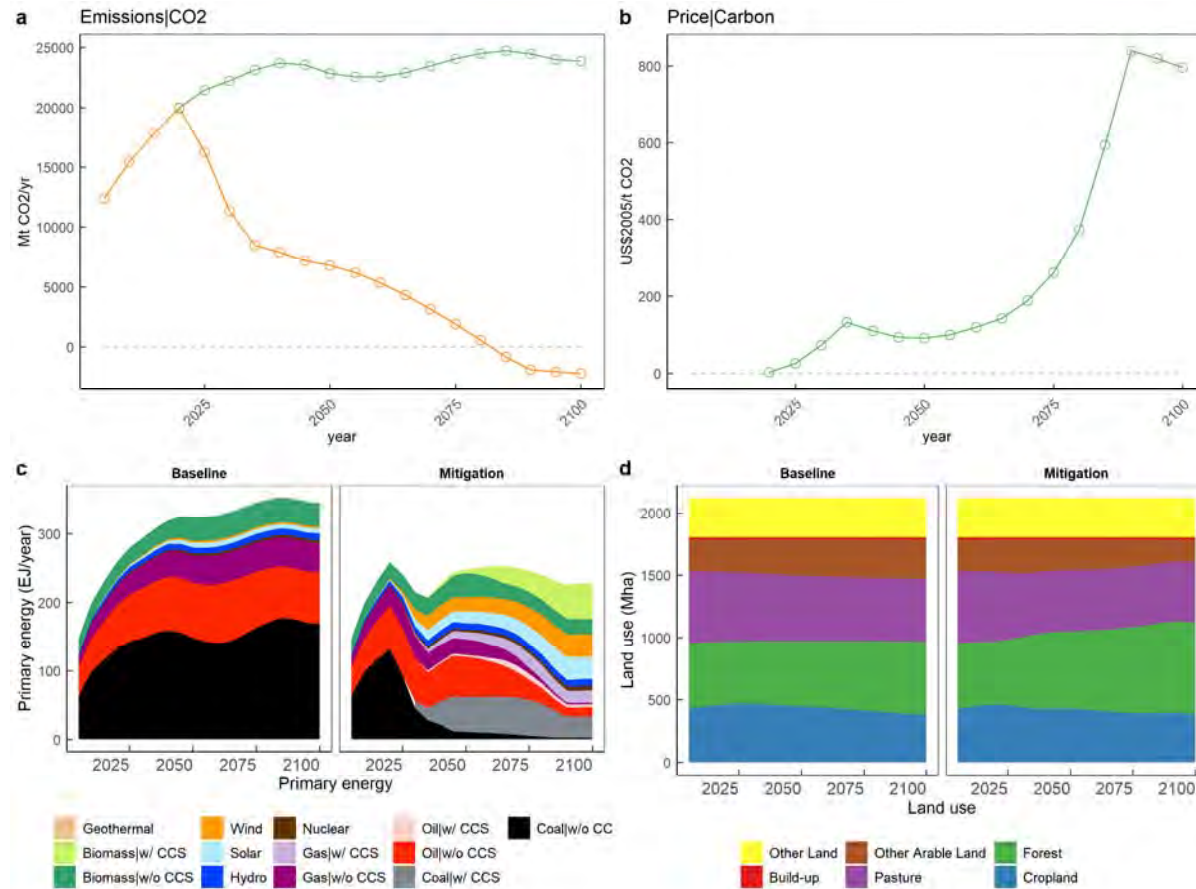 a Emissions|CO2
25000
20000
15000
10000
5000
0
Mt CO2/yr
2025 2050 2075 2100
year
b Price|Carbon
800
600
400
200
0
US$2005/t CO2
2025 2050 2075 2100
year
c
Baseline Mitigation
300
200
100
0
Primary energy (EJ/year)
2025 2050 2075 2100 2025 2050 2075 2100
Primary energy
Geothermal Wind Nuclear Oil|w/ CCS Coal|w/o CC
Biomass|w/ CCS Solar Gas|w/ CCS Oil|w/o CCS
Biomass|w/o CCS Hydro Gas|w/o CCS Coal|w/ CCS
d
Baseline Mitigation
2000
1500
1000
500
0
Land use (Mha)
2025 2050 2075 2100 2025 2050 2075 2100
Land use
Other Land Other Arable Land Forest
Build-up Pasture Cropland